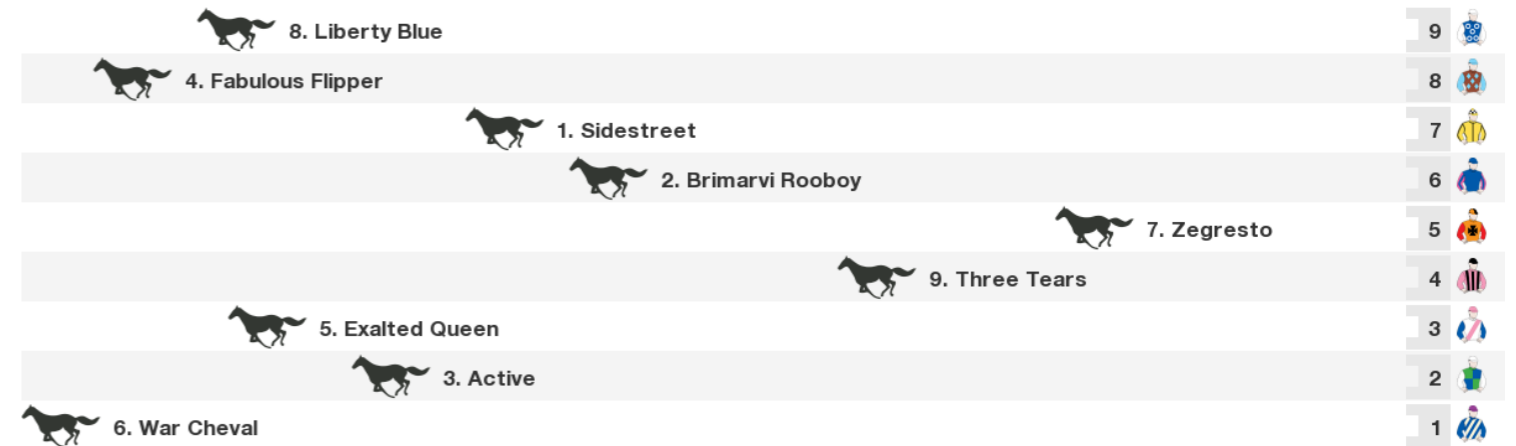 8. Liberty Blue 9
4. Fabulous Flipper 8
1. Sidestreet 7
2. Brimarvi Rooboy 6
7. Zegresto 5
9. Three Tears 4
5. Exalted Queen 3
3. Active 2
6. War Cheval 1